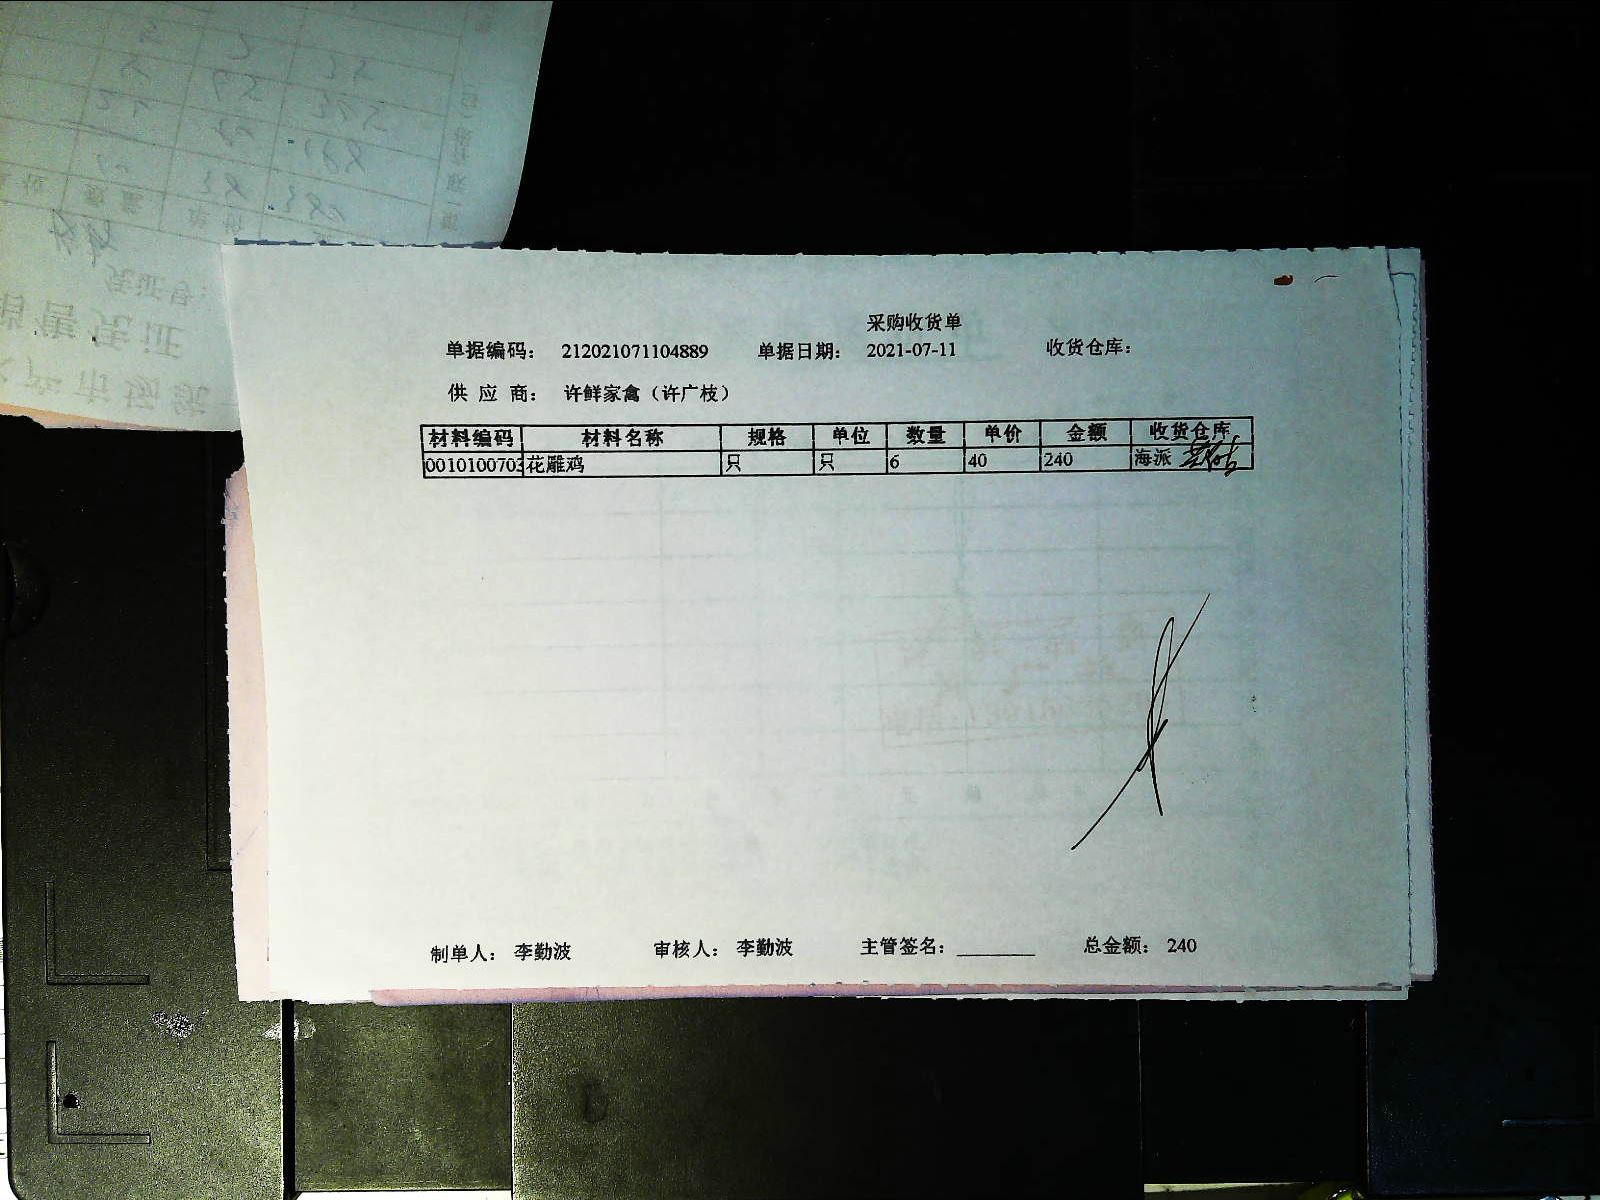 采购收货单
单据编码： 212021071104889 单据日期： 2021-07-11 收货仓库：
供 应 商： 许鲜家禽（许广枝）
材料编码 材料名称 规格 单位 数量 单价 金额 收货仓库
0010100703 花雕鸡 只 只 6 40 240 海派
制单人： 李勤波 审核人： 李勤波 主管签名： 总金额： 240